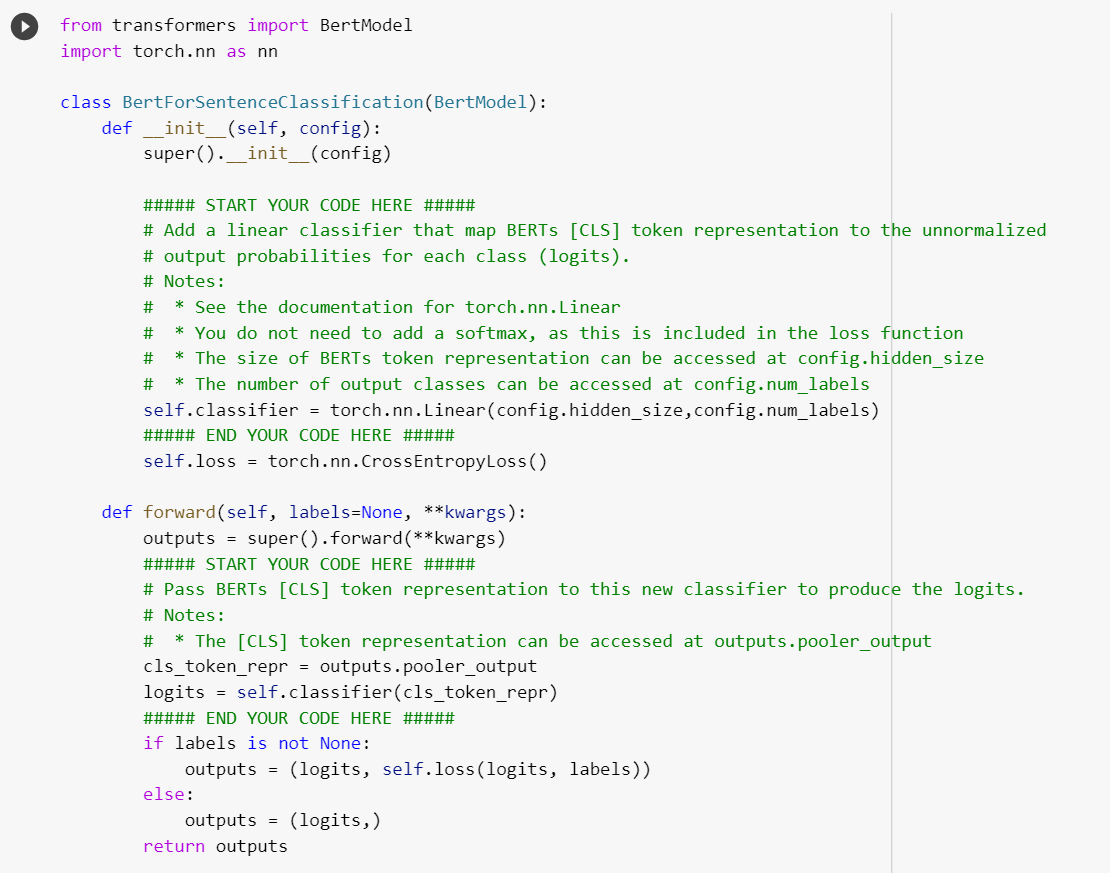 from transformers import BertModel
import torch.nn as nn

class BertForSentenceClassification(BertModel):
    def __init__(self, config):
        super().__init__(config)

        ##### START YOUR CODE HERE #####
        # Add a linear classifier that map BERTs [CLS] token representation to the unnormalized
        # output probabilities for each class (logits).
        # Notes:
        #  * See the documentation for torch.nn.Linear
        #  * You do not need to add a softmax, as this is included in the loss function
        #  * The size of BERTs token representation can be accessed at config.hidden_size
        #  * The number of output classes can be accessed at config.num_labels
        self.classifier = torch.nn.Linear(config.hidden_size,config.num_labels)
        ##### END YOUR CODE HERE #####
        self.loss = torch.nn.CrossEntropyLoss()

    def forward(self, labels=None, **kwargs):
        outputs = super().forward(**kwargs)
        ##### START YOUR CODE HERE #####
        # Pass BERTs [CLS] token representation to this new classifier to produce the logits.
        # Notes:
        #  * The [CLS] token representation can be accessed at outputs.pooler_output
        cls_token_repr = outputs.pooler_output
        logits = self.classifier(cls_token_repr)
        ##### END YOUR CODE HERE #####
        if labels is not None:
            outputs = (logits, self.loss(logits, labels))
        else:
            outputs = (logits,)
        return outputs